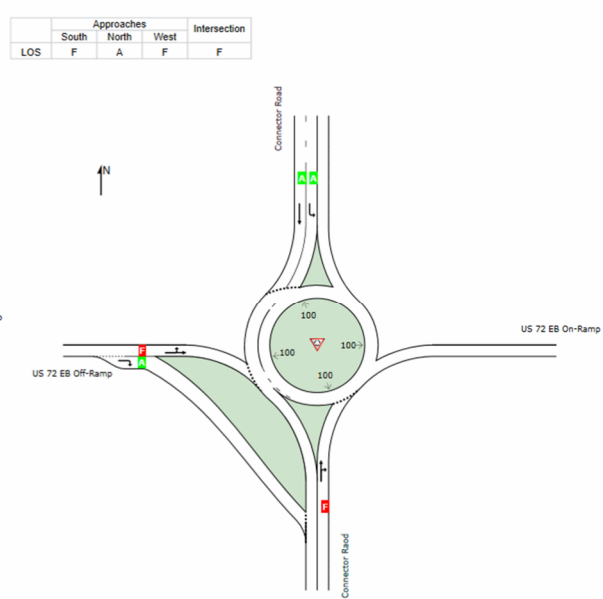 Approaches
Intersection
South North West
LOS F A F F
Connector Road
N
A A
100
US 72 EB On-Ramp
F
100 100
A
US 72 EB Off-Ramp
100
F
Connector Raod